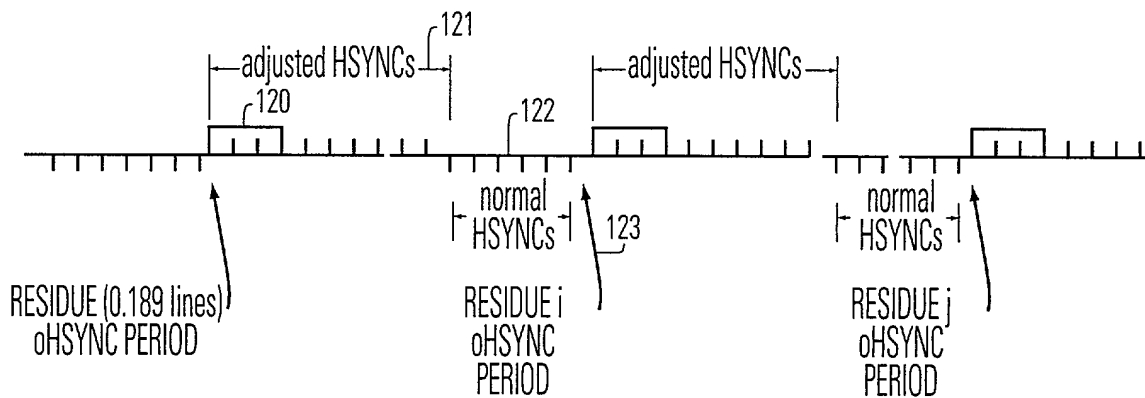 121
adjusted HSYNCs
123
adjusted HSYNCs
120
122
normal
HSYNCs
123
normal
HSYNCs
RESIDUE (0.189 lines)
oHSYNC PERIOD
RESIDUE i
oHSYNC
PERIOD
RESIDUE j
oHSYNC
PERIOD